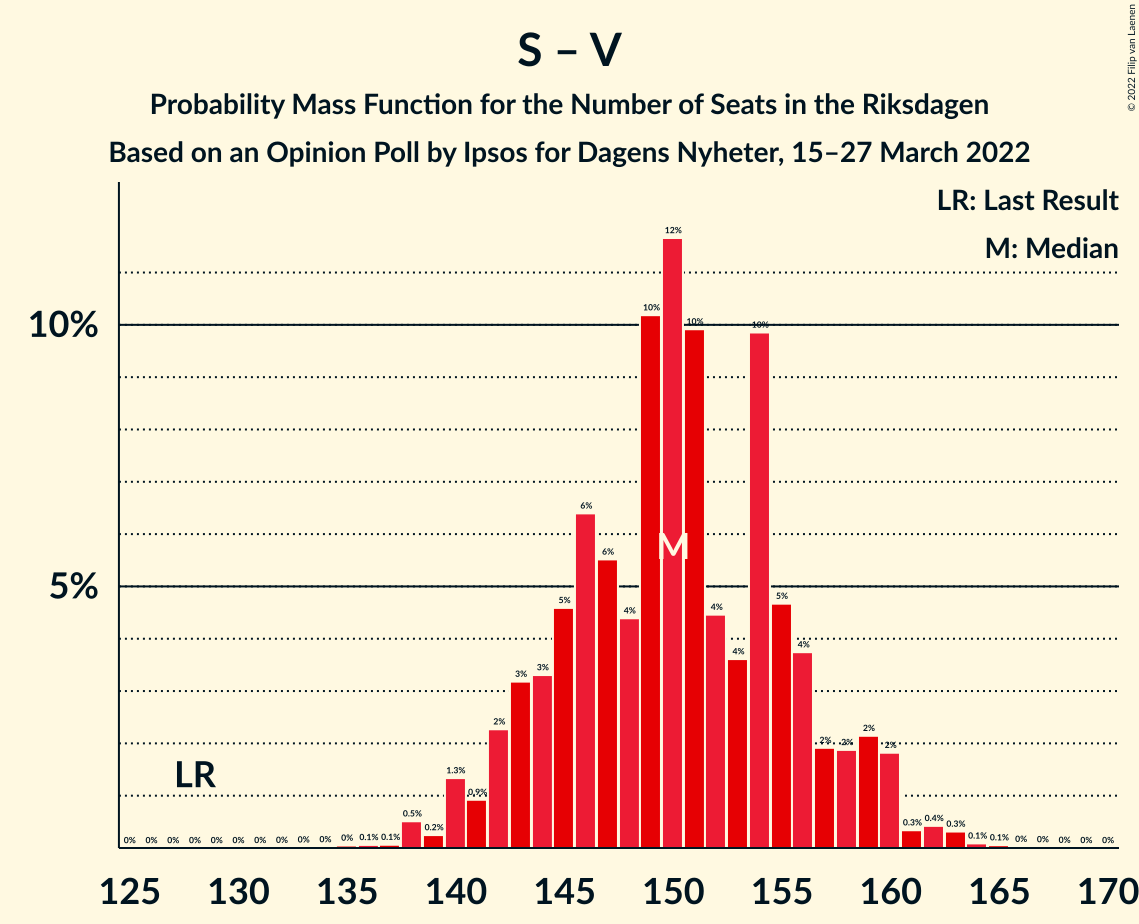 © 2022 Filip van Laenen
S – V
Probability Mass Function for the Number of Seats in the Riksdagen
Based on an Opinion Poll by Ipsos for Dagens Nyheter, 15–27 March 2022
LR: Last Result
M: Median
10%
5%
LR
M
0% 0% 0% 0% 0% 0% 0% 0% 0% 0% 0% 0.1% 0.1% 0.5% 0.2% 1.3% 0.9% 2% 3% 3% 5% 6% 6% 4% 10% 12% 10% 4% 4% 10% 5% 4% 2% 2% 2% 2% 0.3% 0.4% 0.3% 0.1% 0.1% 0% 0% 0% 0% 0%
125 130 135 140 145 150 155 160 165 170